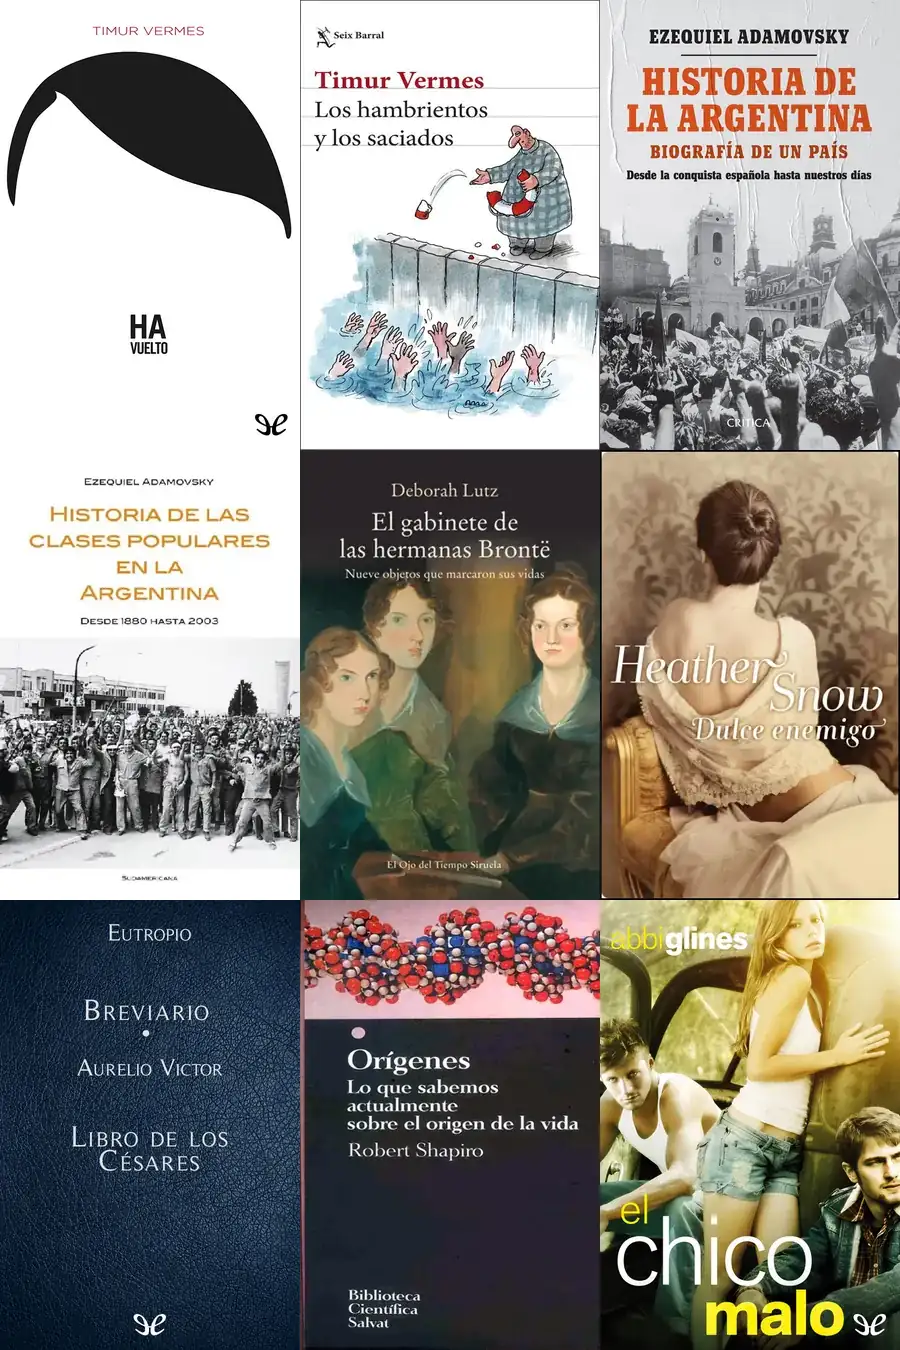 TIMUR VERMES
HA
VUELTO
Seix Barral
Timur Vermes
Los hambrientos
y los saciados
EZEQUIEL ADAMOVSKY
HISTORIA DE
LA ARGENTINA
BIOGRAFÍA DE UN PAÍS
Desde la conquista española hasta nuestros días
CRÍTICA
EZEQUIEL ADAMOVSKY
HISTORIA DE LAS
CLASES POPULARES
EN LA
ARGENTINA
DESDE 1880 HASTA 2003
SUDAMERICANA
Deborah Lutz
El gabinete de
las hermanas Brontë
Nueve objetos que marcaron sus vidas
El Ojo del Tiempo Siruela
Heather
Snow
Dulce enemigo
EUTROPIO
BREVIARIO
•
AURELIO VICTOR
LIBRO DE LOS
CÉSARES
Orígenes
Lo que sabemos
actualmente
sobre el origen de la vida
Robert Shapiro
Biblioteca
Científica
Salvat
abbiglines
el
chico
malo